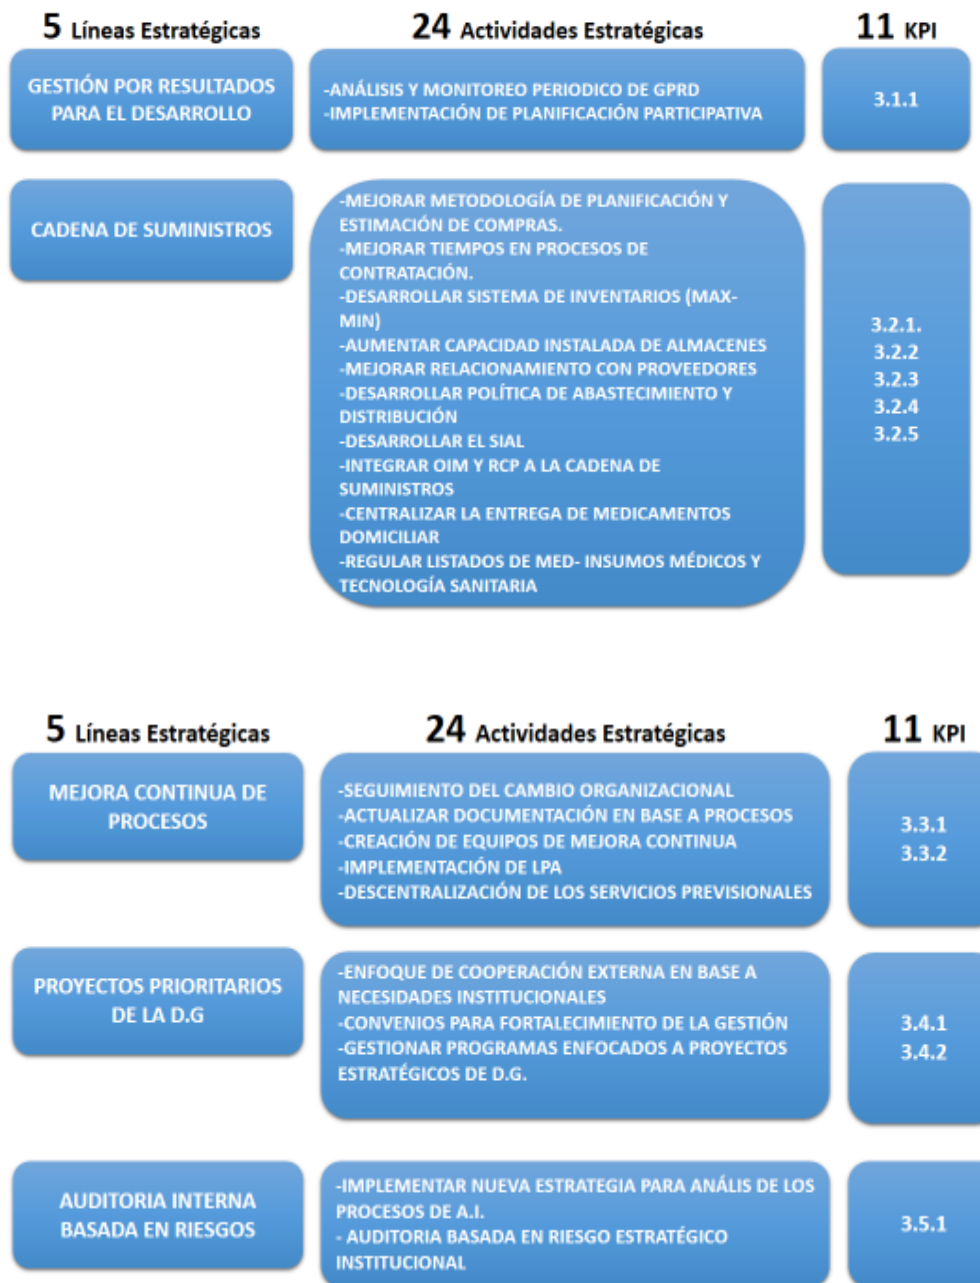 5 Líneas Estratégicas
24 Actividades Estratégicas
11 KPI
GESTIÓN POR RESULTADOS
PARA EL DESARROLLO
-ANÁLISIS Y MONITOREO PERIODICO DE GPRD
-IMPLEMENTACIÓN DE PLANIFICACIÓN PARTICIPATIVA
3.1.1
CADENA DE SUMINISTROS
-MEJORAR METODOLOGÍA DE PLANIFICACIÓN Y
ESTIMACIÓN DE COMPRAS.
-MEJORAR TIEMPOS EN PROCESOS DE
CONTRATACIÓN.
-DESARROLLAR SISTEMA DE INVENTARIOS (MAX-
MIN)
-AUMENTAR CAPACIDAD INSTALADA DE ALMACENES
-MEJORAR RELACIONAMIENTO CON PROVEEDORES
-DESARROLLAR POLÍTICA DE ABASTECIMIENTO Y
DISTRIBUCIÓN
-DESARROLLAR EL SIAL
-INTEGRAR OIM Y RCP A LA CADENA DE
SUMINISTROS
-CENTRALIZAR LA ENTREGA DE MEDICAMENTOS
DOMICILIAR
-REGULAR LISTADOS DE MED- INSUMOS MÉDICOS Y
TECNOLOGÍA SANITARIA
3.2.1.
3.2.2
3.2.3
3.2.4
3.2.5
5 Líneas Estratégicas
24 Actividades Estratégicas
11 KPI
MEJORA CONTINUA DE
PROCESOS
-SEGUIMIENTO DEL CAMBIO ORGANIZACIONAL
-ACTUALIZAR DOCUMENTACIÓN EN BASE A PROCESOS
-CREACIÓN DE EQUIPOS DE MEJORA CONTINUA
-IMPLEMENTACIÓN DE LPA
-DESCENTRALIZACIÓN DE LOS SERVICIOS PREVISIONALES
3.3.1
3.3.2
PROYECTOS PRIORITARIOS
DE LA D.G
-ENFOQUE DE COOPERACIÓN EXTERNA EN BASE A
NECESIDADES INSTITUCIONALES
-CONVENIOS PARA FORTALECIMIENTO DE LA GESTIÓN
-GESTIONAR PROGRAMAS ENFOCADOS A PROYECTOS
ESTRATÉGICOS DE D.G.
3.4.1
3.4.2
AUDITORIA INTERNA
BASADA EN RIESGOS
-IMPLEMENTAR NUEVA ESTRATEGIA PARA ANÁLIS DE LOS
PROCESOS DE A.I.
- AUDITORIA BASADA EN RIESGO ESTRATÉGICO
INSTITUCIONAL
3.5.1